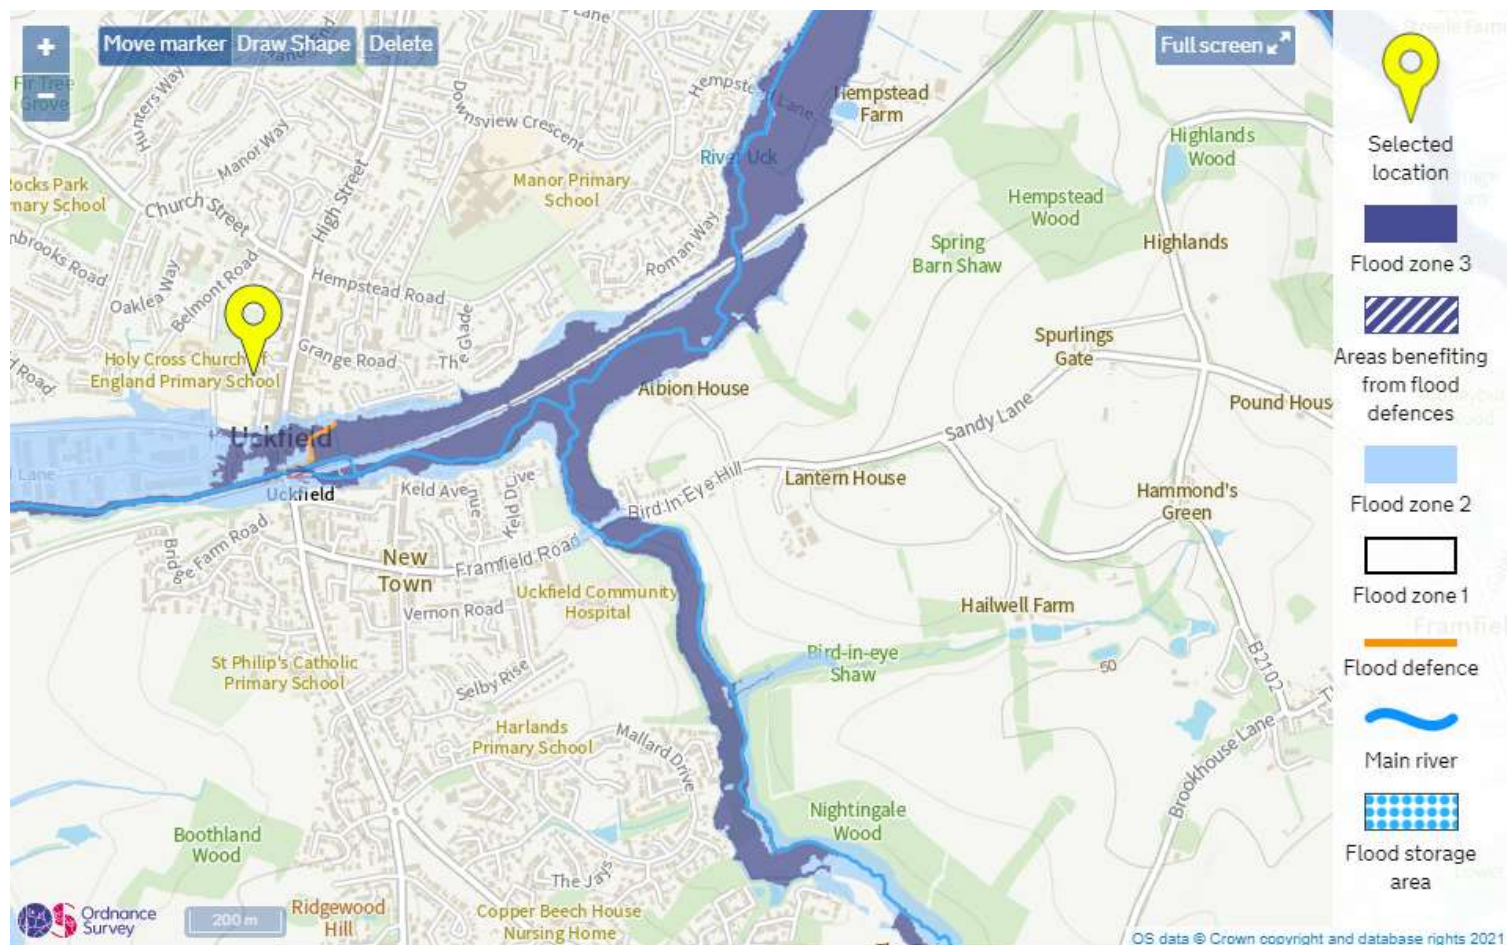 +
−
Move marker
Draw Shape
Delete
Full screen
Fir Tree
Grove
Hunters Way
Manor Way
Downsview Crescent
Lane
Hempstead
Farm
River Uck
Highlands
Wood
Manor Primary
School
Church Street
High Street
Hempstead
Wood
Spring
Barn Shaw
Highlands
Roman Way
Oaklea Way
Belmont Road
Hempstead Road
Grange Road
The Glade
Holy Cross Church of
England Primary School
Road
Spurlings
Gate
Albion House
Pound Hous
Sandy Lane
Uckfield
Lane
Uckfield
Keld Avenue
Keld Drive
Bird-In-Eye Hill
Lantern House
Hammond's
Green
Bridge Farm Road
New
Town
Framfield Road
Vernon Road
Uckfield Community
Hospital
Hailwell Farm
Bird-in-eye
Shaw
50
B2102
St Philip's Catholic
Primary School
Selby Rise
Harlands
Primary School
Mallard Drive
Brookhouse Lane
Nightingale
Wood
Boothland
Wood
The Jays
Ridgewood
Hill
Copper Beech House
Nursing Home
Ordnance
Survey
200 m
Selected
location
Flood zone 3
Areas benefiting
from flood
defences
Flood zone 2
Flood zone 1
Flood defence
Main river
Flood storage
area
OS data © Crown copyright and database rights 2021